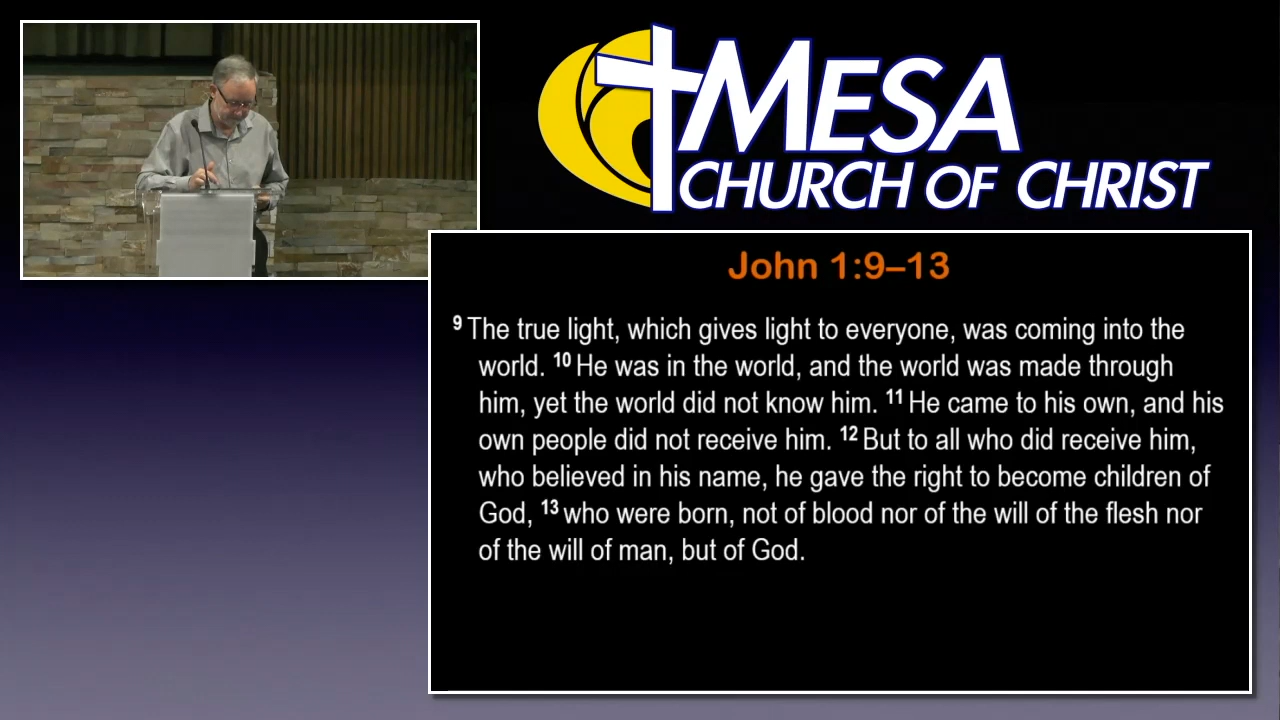 MESA
CHURCH OF CHRIST
John 1:9–13
9 The true light, which gives light to everyone, was coming into the
world. 10 He was in the world, and the world was made through
him, yet the world did not know him. 11 He came to his own, and his
own people did not receive him. 12 But to all who did receive him,
who believed in his name, he gave the right to become children of
God, 13 who were born, not of blood nor of the will of the flesh nor
of the will of man, but of God.